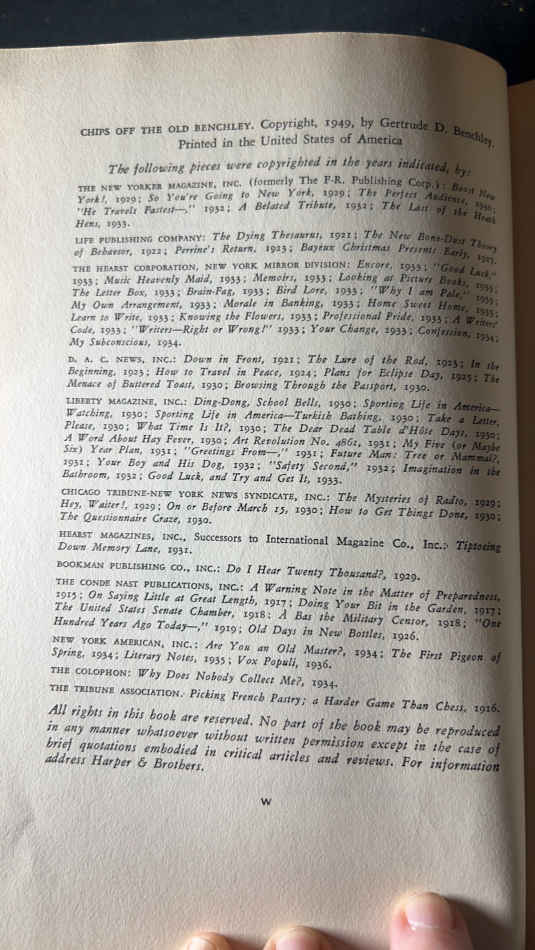 CHIPS OFF THE OLD BENCHLEY. Copyright, 1949, by Gertrude D. Benchley.
Printed in the United States of America
The following pieces were copyrighted in the years indicated, by:
THE NEW YORKER MAGAZINE, INC. (formerly The F-R. Publishing Corp.): Boost New
York!, 1929; So You're Going to New York, 1929; The Perfect Audience, 1930;
"He Travels Fastest—," 1932; A Belated Tribute, 1932; The Last of the Heath
Hens, 1933.
LIFE PUBLISHING COMPANY: The Dying Thesaurus, 1921; The New Bone-Dust Theory
of Behavior, 1922; Perrine's Return, 1923; Bayeux Christmas Presents Early, 1927.
THE HEARST CORPORATION, NEW YORK MIRROR DIVISION: Encore, 1933; "Good Luck,"
1933; Music Heavenly Maid, 1933; Memoirs, 1933; Looking at Picture Books, 1933;
The Letter Box, 1933; Brain-Fag, 1933; Bird Lore, 1933; "Why I am Pale," 1933;
My Own Arrangement, 1933; Morale in Banking, 1933; Home Sweet Home, 1933;
Learn to Write, 1933; Knowing the Flowers, 1933; Professional Pride, 1933; A Writers'
Code, 1933; "Writers—Right or Wrong!" 1933; Your Change, 1933; Confession, 1934;
My Subconscious, 1934.
D. A. C. NEWS, INC.: Down in Front, 1921; The Lure of the Rod, 1923; In the
Beginning, 1923; How to Travel in Peace, 1924; Plans for Eclipse Day, 1925; The
Menace of Buttered Toast, 1930; Browsing Through the Passport, 1930.
LIBERTY MAGAZINE, INC.: Ding-Dong, School Bells, 1930; Sporting Life in America—
Watching, 1930; Sporting Life in America—Turkish Bathing, 1930; Take a Letter,
Please, 1930; What Time Is It?, 1930; The Dear Dead Table d'Hôte Days, 1930;
A Word About Hay Fever, 1930; Art Revolution No. 4861, 1931; My Five (or Maybe
Six) Year Plan, 1931; "Greetings From—," 1931; Future Man: Tree or Mammal?,
1931; Your Boy and His Dog, 1932; "Safety Second," 1932; Imagination in the
Bathroom, 1932; Good Luck, and Try and Get It, 1933.
CHICAGO TRIBUNE-NEW YORK NEWS SYNDICATE, INC.: The Mysteries of Radio, 1929;
Hey, Waiter!, 1929; On or Before March 15, 1930; How to Get Things Done, 1930;
The Questionnaire Craze, 1930.
HEARST MAGAZINES, INC., Successors to International Magazine Co., Inc.: Tiptoeing
Down Memory Lane, 1931.
BOOKMAN PUBLISHING CO., INC.: Do I Hear Twenty Thousand?, 1929.
THE CONDE NAST PUBLICATIONS, INC.: A Warning Note in the Matter of Preparedness,
1915; On Saying Little at Great Length, 1917; Doing Your Bit in the Garden, 1917;
The United States Senate Chamber, 1918; A Bas the Military Censor, 1918; "One
Hundred Years Ago Today—," 1919; Old Days in New Bottles, 1926.
NEW YORK AMERICAN, INC.: Are You an Old Master?, 1934; The First Pigeon of
Spring, 1934; Literary Notes, 1935; Vox Populi, 1936.
THE COLOPHON: Why Does Nobody Collect Me?, 1934.
THE TRIBUNE ASSOCIATION. Picking French Pastry; a Harder Game Than Chess, 1916.
All rights in this book are reserved. No part of the book may be reproduced
in any manner whatsoever without written permission except in the case of
brief quotations embodied in critical articles and reviews. For information
address Harper & Brothers.
W